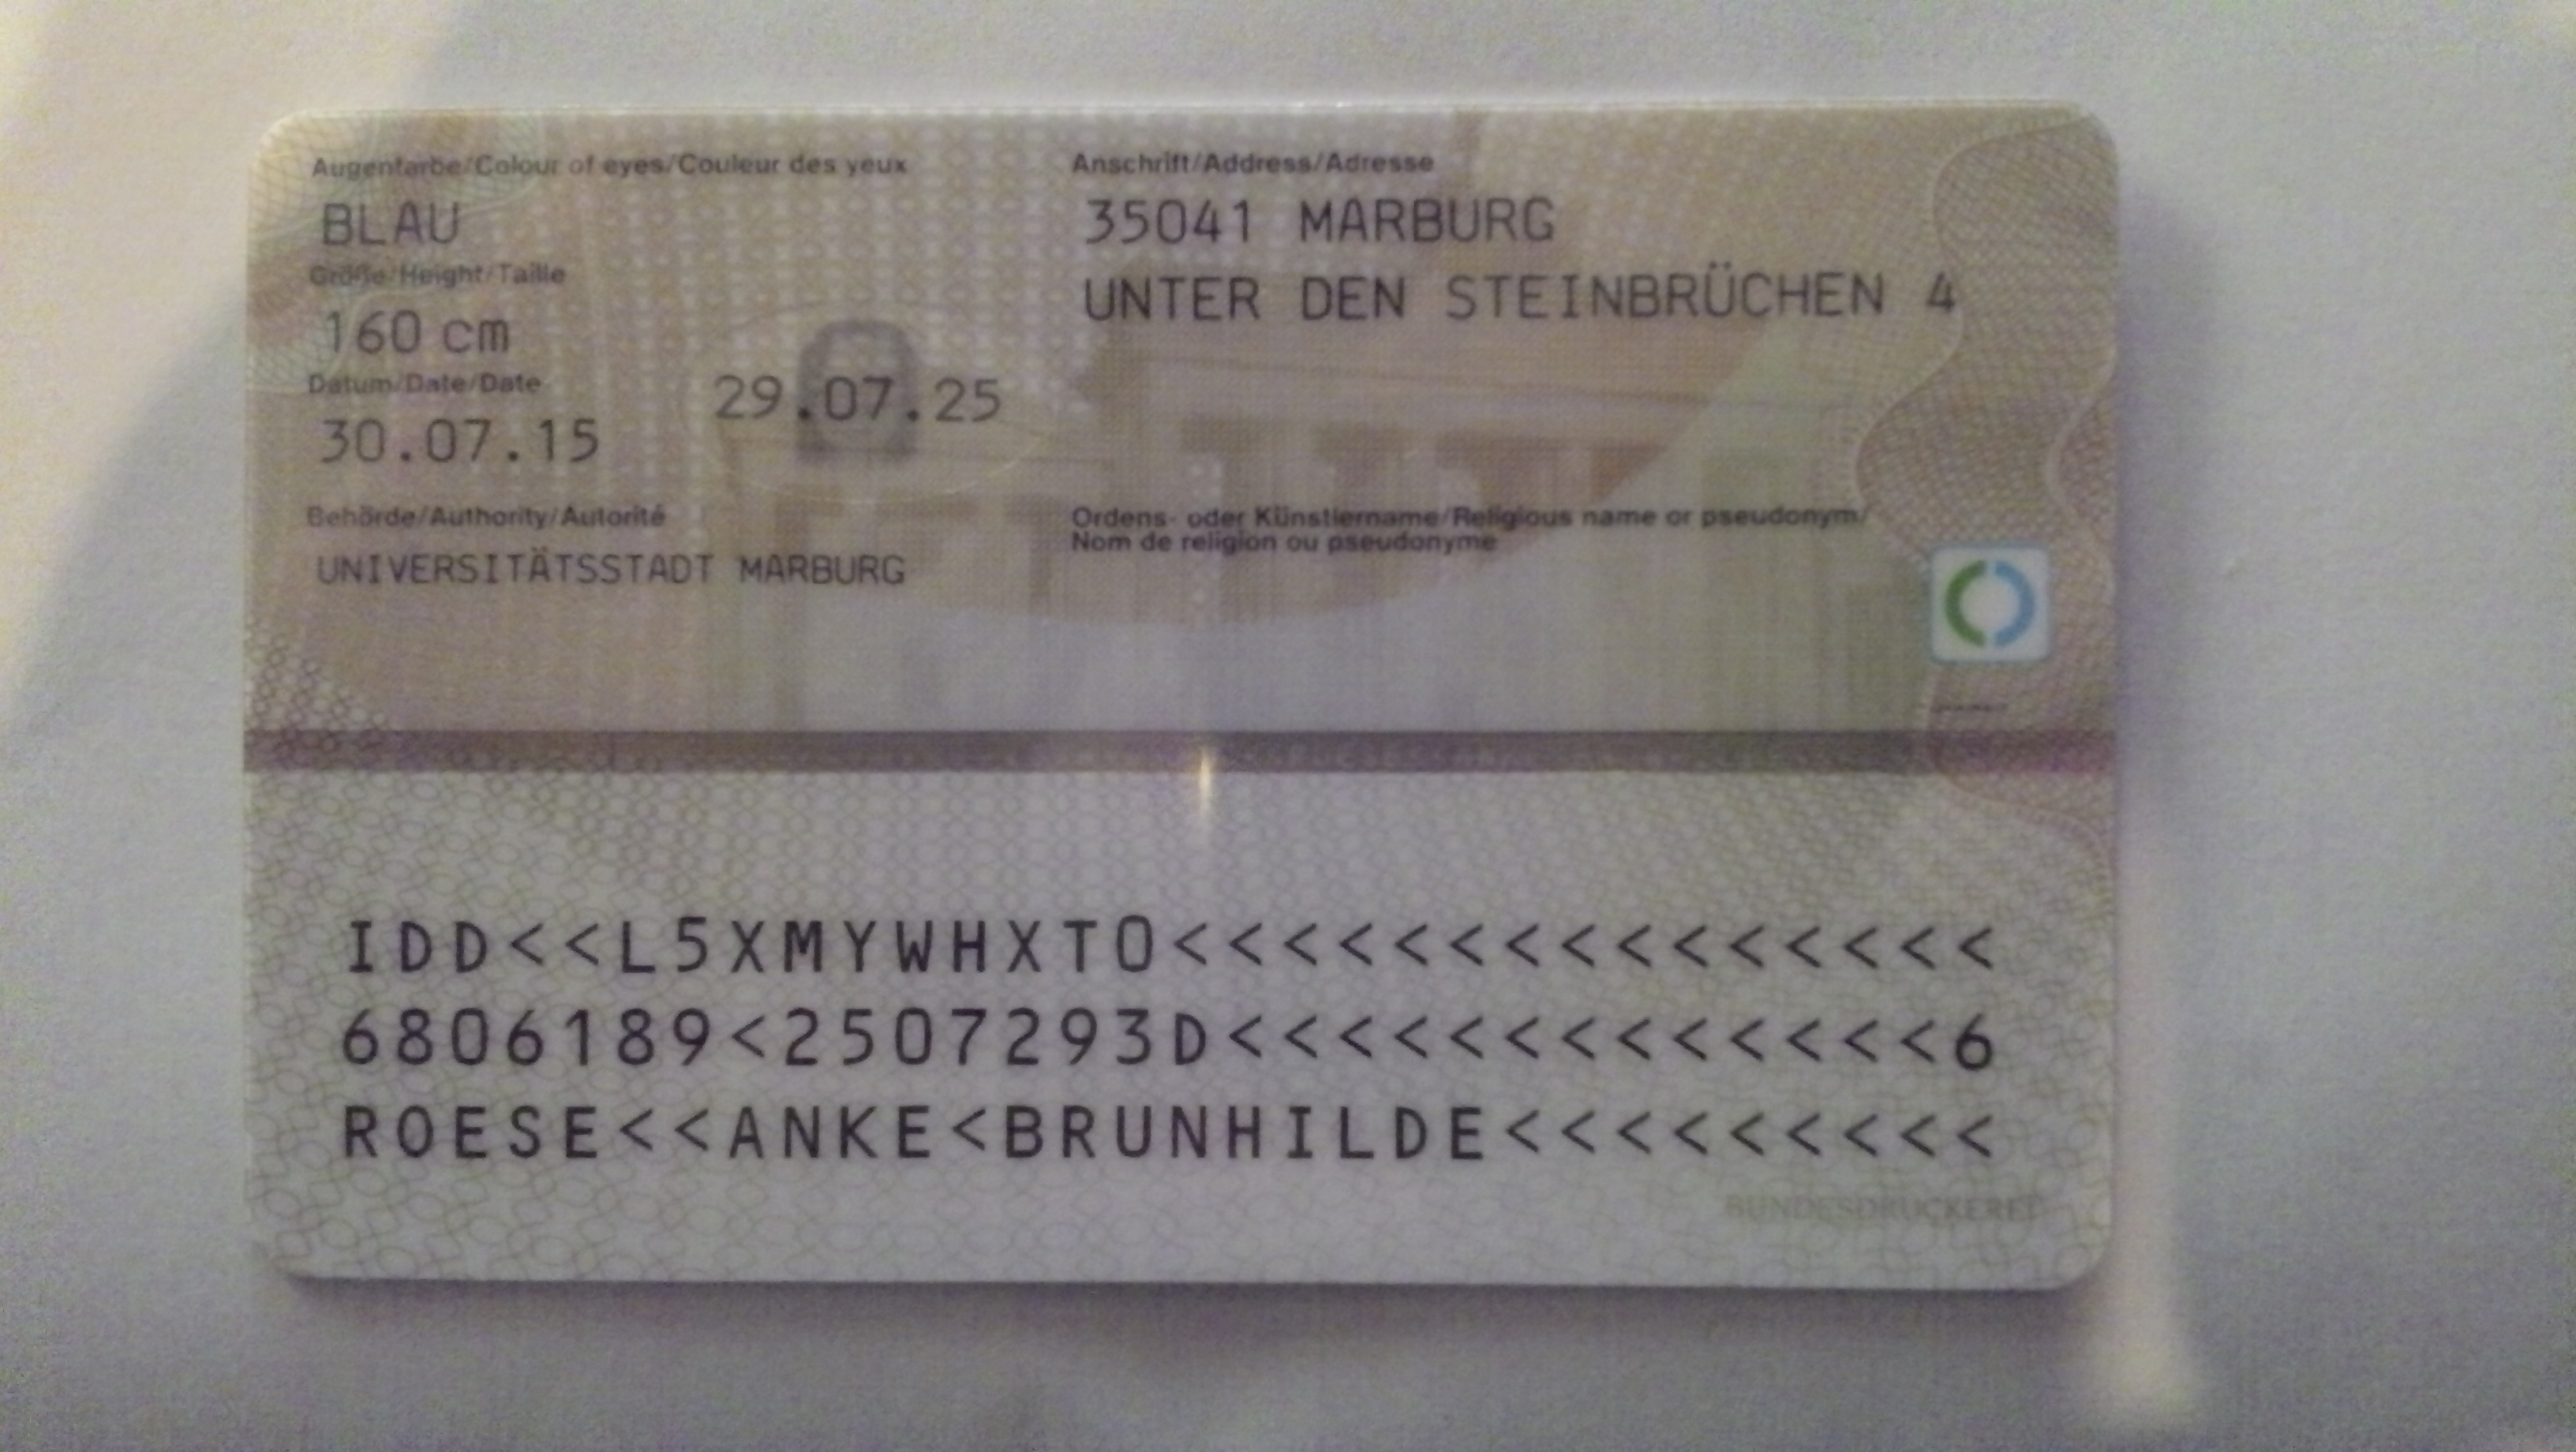 Augenfarbe/Colour of eyes/Couleur des yeux
BLAU
Größe/Height/Taille
160 cm
Datum/Date/Date
30.07.15
29.07.25
Behörde/Authority/Autorité
UNIVERSITÄTSSTADT MARBURG
Anschrift/Address/Adresse
35041 MARBURG
UNTER DEN STEINBRÜCHEN 4
Ordens- oder Künstlername/Religious name or pseudonym/
Nom de religion ou pseudonyme
IDD<<L5XMYWHXT0<<<<<<<<<<<<<<<
6806189<2507293D<<<<<<<<<<<<<6
ROESE<<ANKE<BRUNHILDE<<<<<<<<<
BUNDESDRUCKEREI